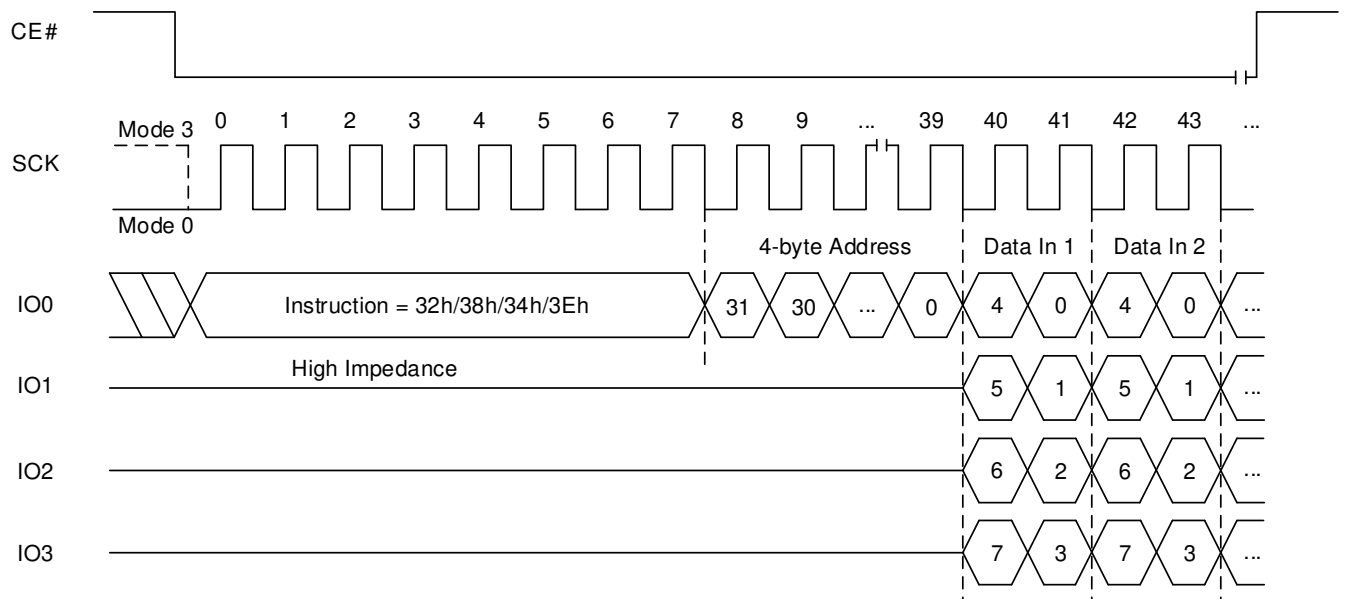 CE#
Mode 3 0 1 2 3 4 5 6 7 8 9 ... 39 40 41 42 43 ...
SCK
Mode 0
4-byte Address Data In 1 Data In 2
IO0 Instruction = 32h/38h/34h/3Eh 31 30 ... 0 4 0 4 0 ...
High Impedance
IO1 5 1 5 1 ...
IO2 6 2 6 2 ...
IO3 7 3 7 3 ...